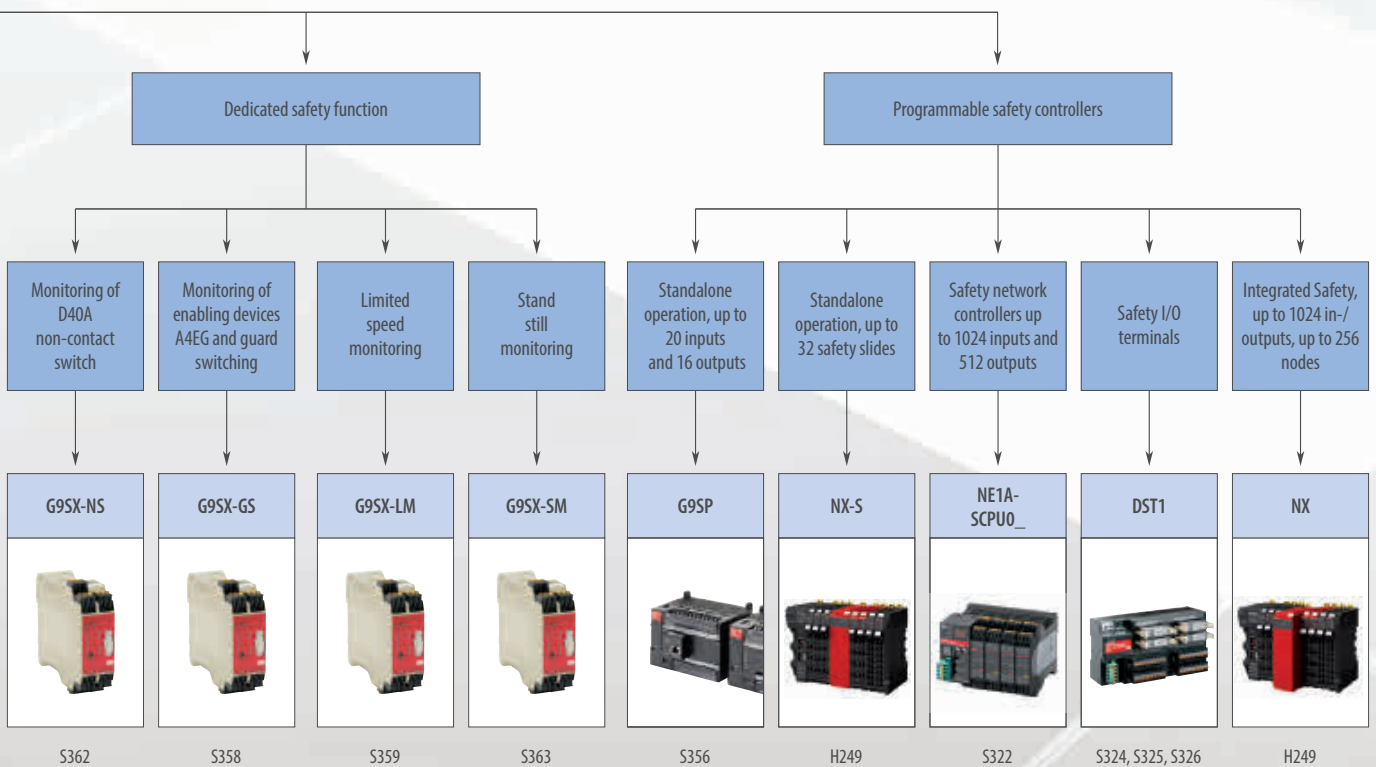 Dedicated safety function
Programmable safety controllers
Monitoring of
D40A
non-contact
switch
Monitoring of
enabling devices
A4EG and guard
switching
Limited
speed
monitoring
Stand
still
monitoring
Standalone
operation, up to
20 inputs
and 16 outputs
Standalone
operation, up to
32 safety slides
Safety network
controllers up
to 1024 inputs and
512 outputs
Safety I/O
terminals
Integrated Safety,
up to 1024 in-/
outputs, up to 256
nodes
G9SX-NS
G9SX-GS
G9SX-LM
G9SX-SM
G9SP
NX-S
NE1A-
SCPU0_
DST1
NX
S362
S358
S359
S363
S356
H249
S322
S324, S325, S326
H249